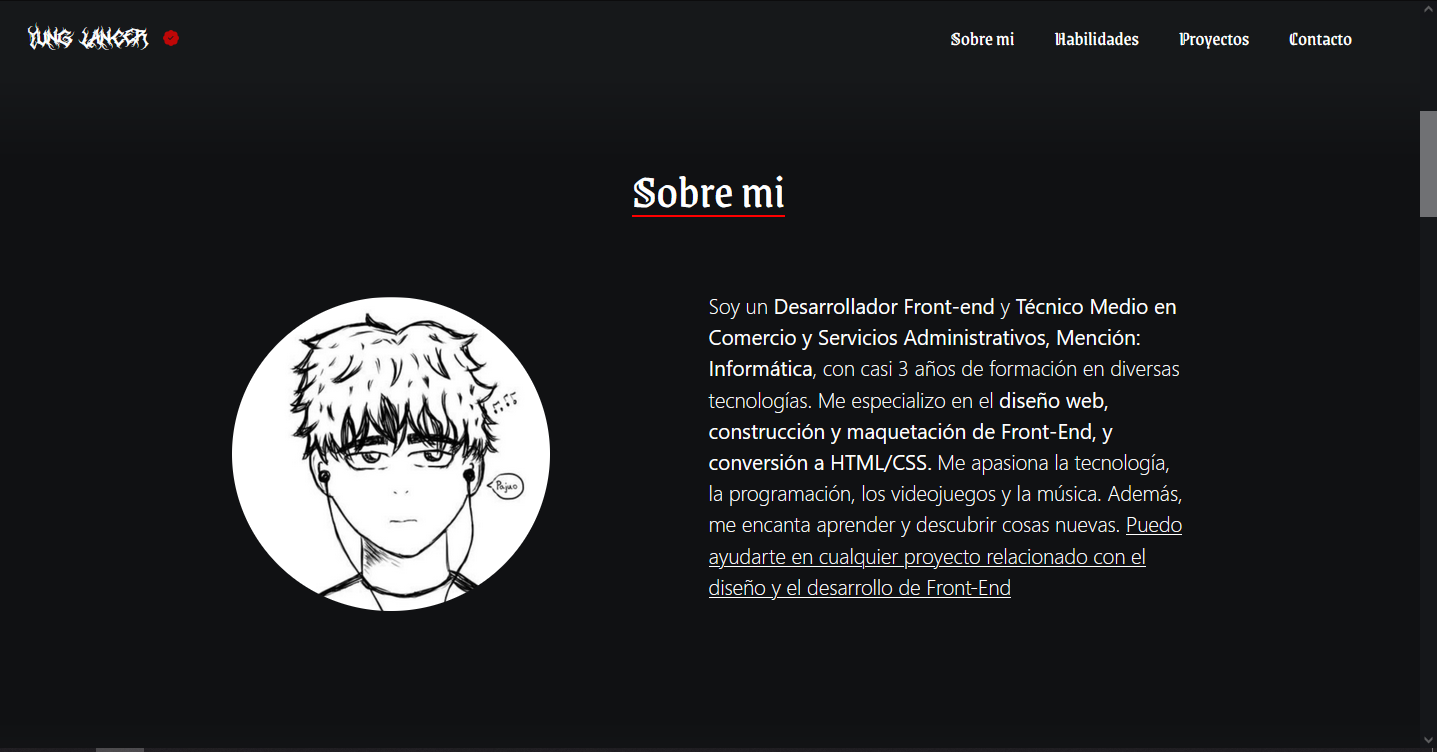 YUNG LANCER
Sobre mi
Habilidades
Proyectos
Contacto
Sobre mi
Soy un Desarrollador Front-end y Técnico Medio en
Comercio y Servicios Administrativos, Mención:
Informática, con casi 3 años de formación en diversas
tecnologías. Me especializo en el diseño web,
construcción y maquetación de Front-End, y
conversión a HTML/CSS. Me apasiona la tecnología,
la programación, los videojuegos y la música. Además,
me encanta aprender y descubrir cosas nuevas. Puedo
ayudarte en cualquier proyecto relacionado con el
diseño y el desarrollo de Front-End
Pajuo